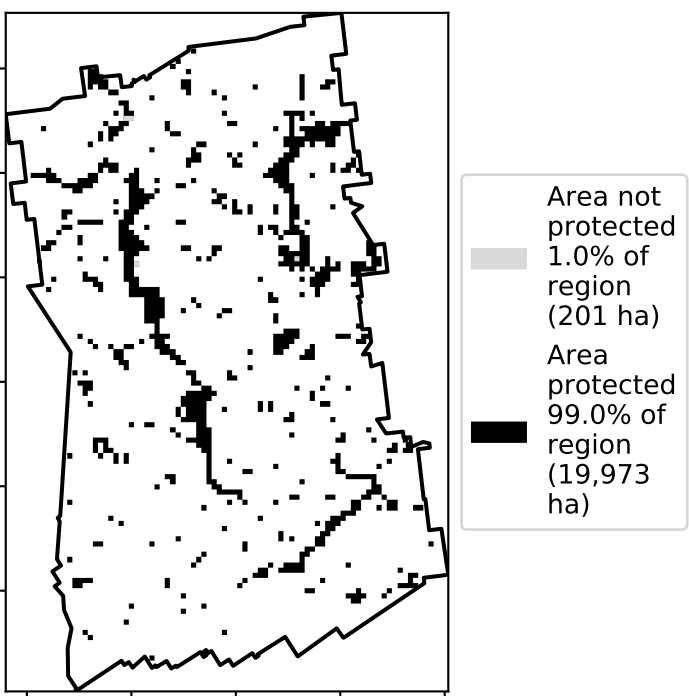 Area not
protected
1.0% of
region
(201 ha)
Area
protected
99.0% of
region
(19,973
ha)